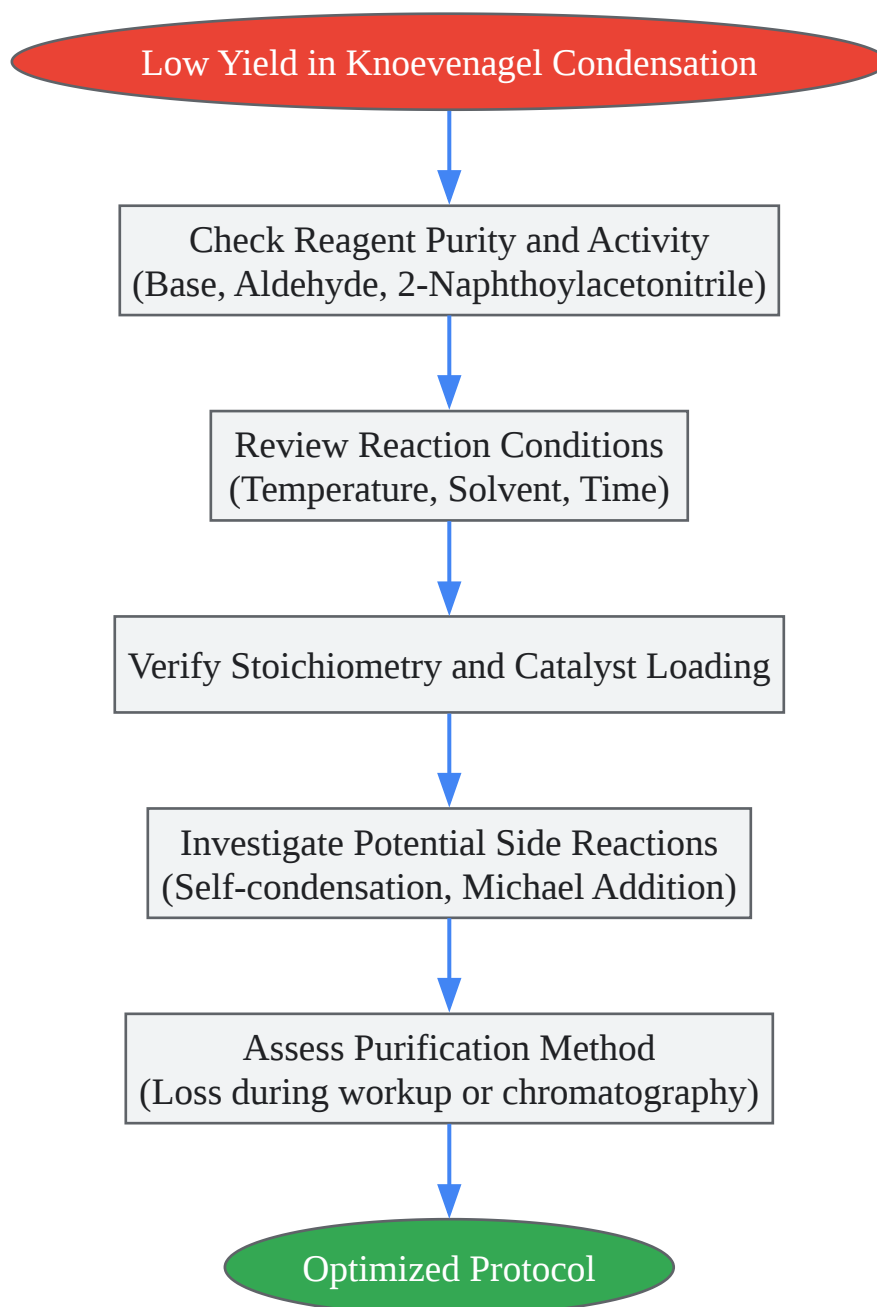 Low Yield in Knoevenagel Condensation
Check Reagent Purity and Activity
(Base, Aldehyde, 2-Naphthoylacetonitrile)
Review Reaction Conditions
(Temperature, Solvent, Time)
Verify Stoichiometry and Catalyst Loading
Investigate Potential Side Reactions
(Self-condensation, Michael Addition)
Assess Purification Method
(Loss during workup or chromatography)
Optimized Protocol